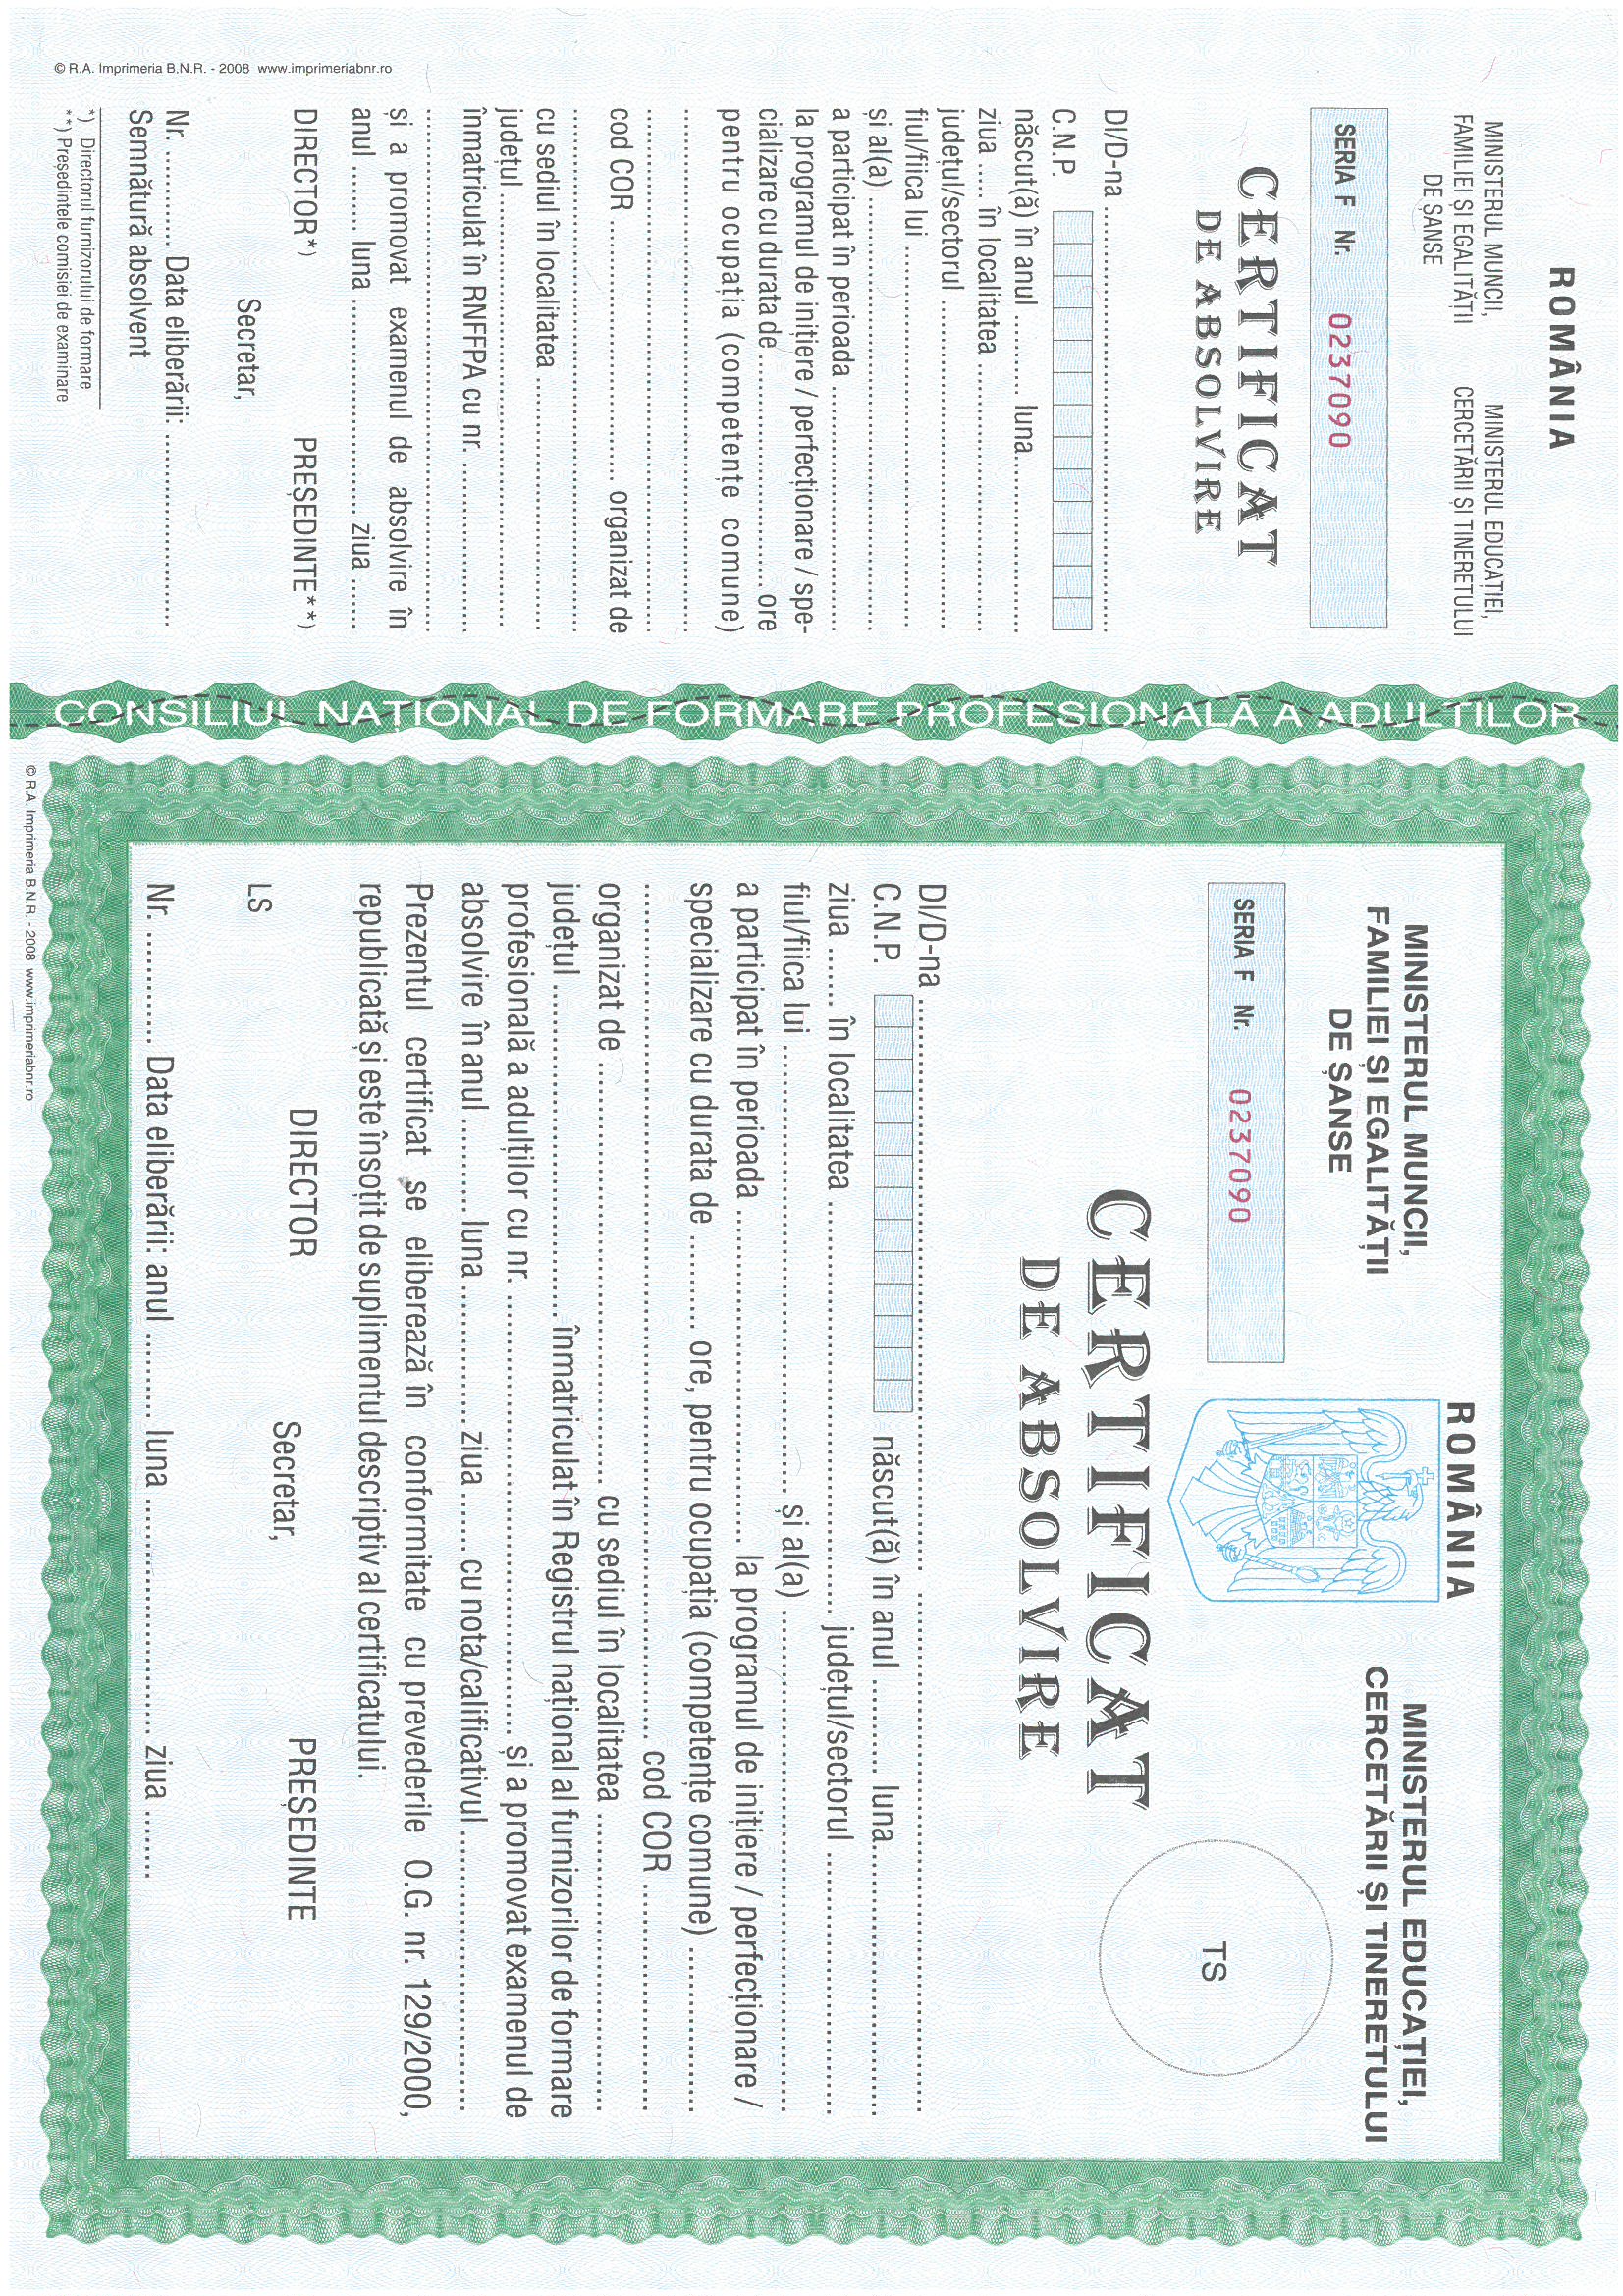 ROMÂNIA
MINISTERUL MUNCII,
FAMILIEI ȘI EGALITĂȚII
DE ȘANSE
MINISTERUL EDUCAȚIEI,
CERCETĂRII ȘI TINERETULUI
SERIA F Nr. 0237090
CERTIFICAT
DE ABSOLVIRE
Dl/D-na ..........
C.N.P.
născut(ă) în anul .......... luna..........
ziua ..... în localitatea ..........
județul/sectorul ..........
fiul/fiica lui ..........
și al(a) ..........
a participat în perioada ..........
la programul de inițiere / perfecționare / spe-
cializare cu durata de .......... ore
pentru ocupația (competențe comune)
..........
..........
cod COR .......... organizat de
..........
cu sediul în localitatea ..........
județul ..........
înmatriculat în RNFFPA cu nr. ..........
..........
și a promovat examenul de absolvire în
anul ......... luna .......... ziua .......
DIRECTOR*) PREȘEDINTE**)
Secretar,
Nr. .......... Data eliberării: ..........
Semnătură absolvent
*) Directorul furnizorului de formare
**) Președintele comisiei de examinare
© R.A. Imprimeria B.N.R. - 2008 www.imprimeriabnr.ro
CONSILIUL NAȚIONAL DE FORMARE PROFESIONALĂ A ADULȚILOR
ROMÂNIA
MINISTERUL MUNCII,
FAMILIEI ȘI EGALITĂȚII
DE ȘANSE
MINISTERUL EDUCAȚIEI,
CERCETĂRII ȘI TINERETULUI
SERIA F Nr. 0237090
TS
CERTIFICAT
DE ABSOLVIRE
Dl/D-na .......... ..........
C.N.P. născut(ă) în anul .......... luna..........
ziua ....... în localitatea .......... județul/sectorul ..........
fiul/fiica lui .......... și al(a) ..........
a participat în perioada .......... la programul de inițiere / perfecționare /
specializare cu durata de .......... ore, pentru ocupația (competențe comune) ..........
.......... cod COR ..........
organizat de .......... cu sediul în localitatea ..........
județul .......... înmatriculat în Registrul național al furnizorilor de formare
profesională a adulților cu nr. .......... și a promovat examenul de
absolvire în anul .......... luna .......... ziua ....... cu nota/calificativul ..........
Prezentul certificat se eliberează în conformitate cu prevederile O.G. nr. 129/2000,
republicată și este însoțit de suplimentul descriptiv al certificatului.
DIRECTOR Secretar, PREȘEDINTE
LS
Nr. .......... Data eliberării: anul .......... luna .......... ziua ........
© R.A. Imprimeria B.N.R. - 2008 www.imprimeriabnr.ro